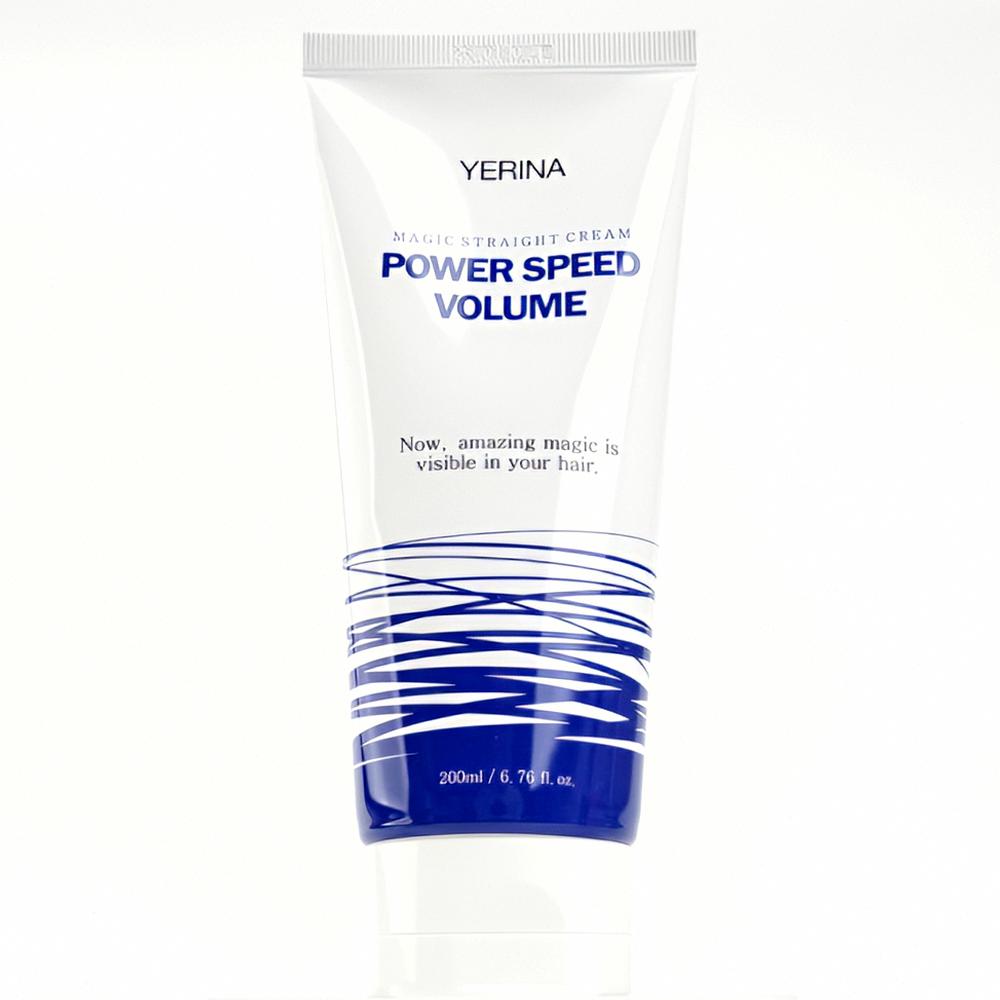 YERINA
MAGIC STRAIGHT CREAM
POWER SPEED
VOLUME
Now, amazing magic is
visible in your hair.
200ml / 6.76 fl. oz.